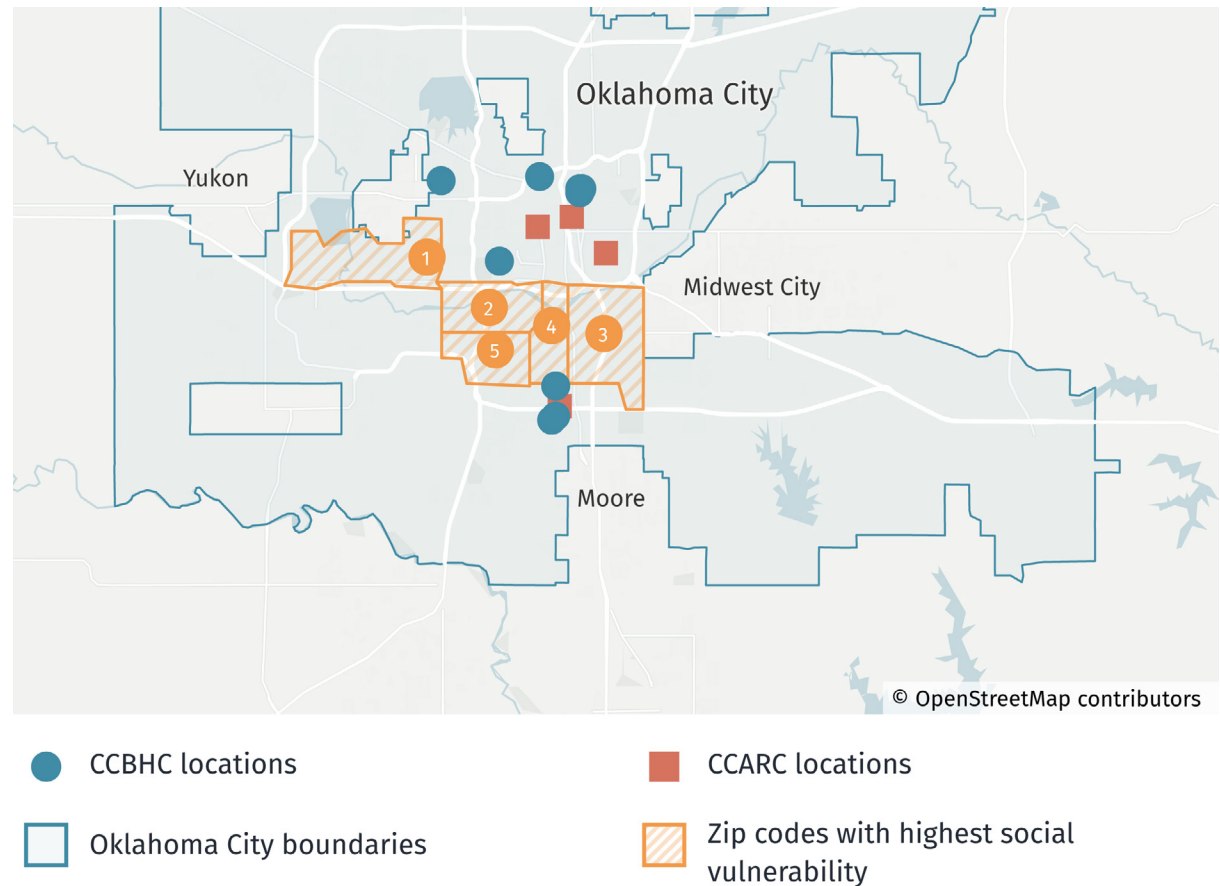 Oklahoma City
Yukon
1
Midwest City
2
4
3
5
Moore
© OpenStreetMap contributors
CCBHC locations
CCARC locations
Oklahoma City boundaries
Zip codes with highest social
vulnerability